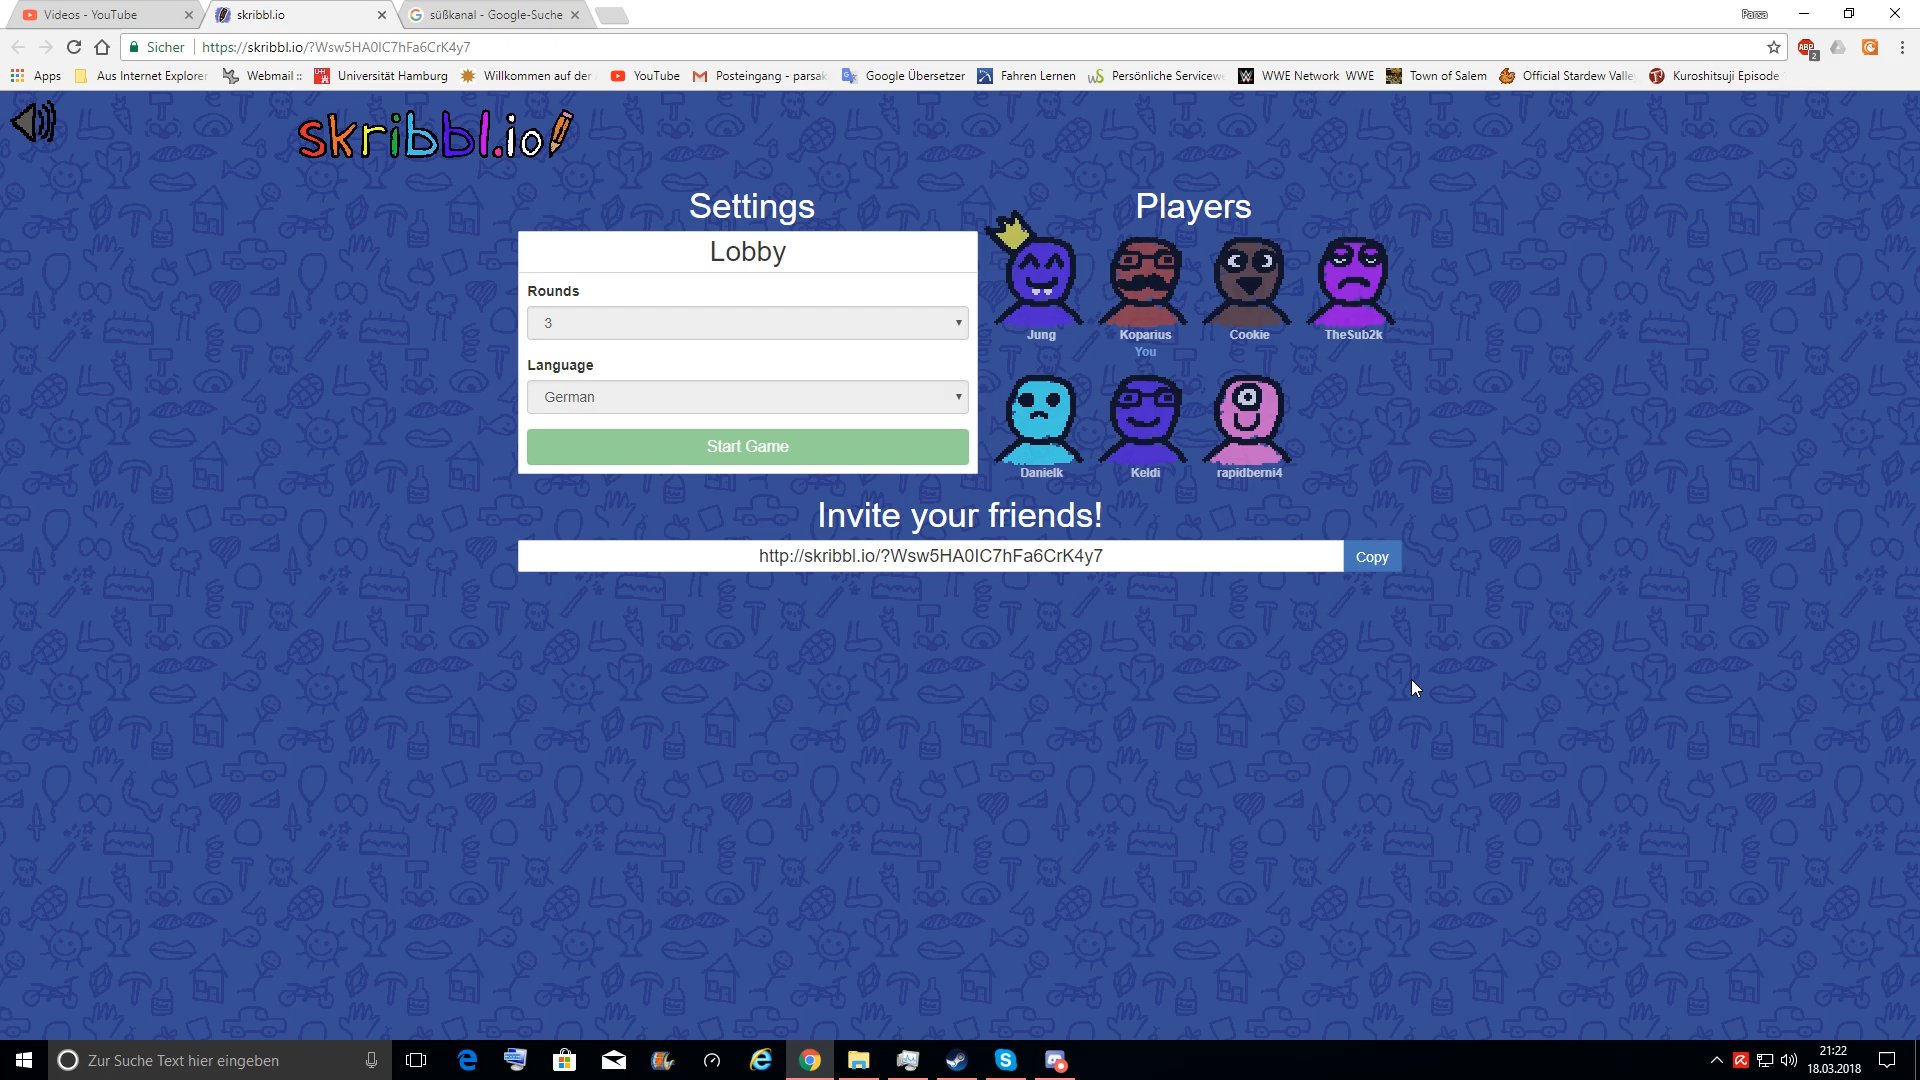 Videos - YouTube
skribbl.io
süßkanal - Google-Suche
Parsa
Sicher
https://skribbl.io/?Wsw5HA0IC7hFa6CrK4y7
ABP
2
Apps
Aus Internet Explorer
Webmail ::
Universität Hamburg
Willkommen auf der
YouTube
Posteingang - parsak
Google Übersetzer
Fahren Lernen
Persönliche Servicew
WWE Network WWE
Town of Salem
Official Stardew Valle
Kuroshitsuji Episode
skribbl.io
Settings
Players
Lobby
Rounds
3
Language
German
Start Game
Jung
Koparius
You
Cookie
TheSub2k
Danielk
Keldi
rapidberni4
Invite your friends!
http://skribbl.io/?Wsw5HA0IC7hFa6CrK4y7
Copy
Zur Suche Text hier eingeben
21:22
18.03.2018